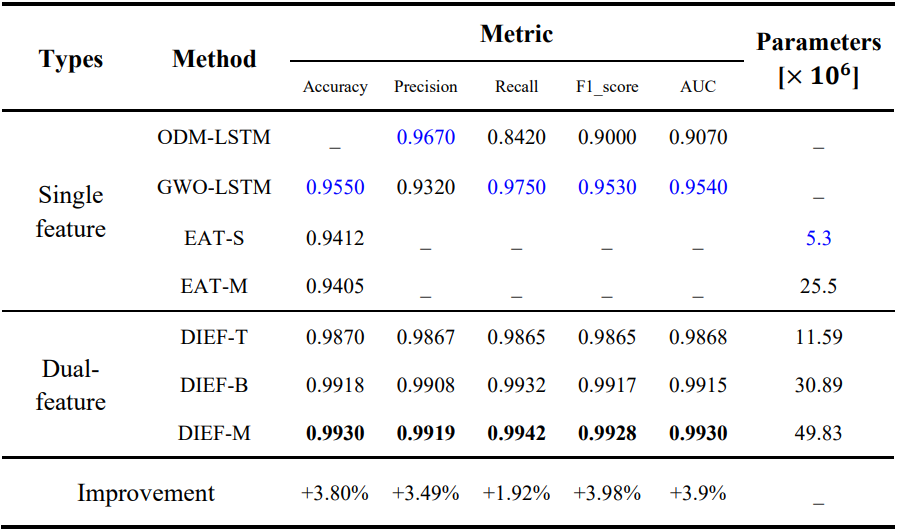 Types Method Metric Parameters [× 10⁶]
Accuracy Precision Recall F1_score AUC
Single feature
ODM-LSTM _ 0.9670 0.8420 0.9000 0.9070 _
GWO-LSTM 0.9550 0.9320 0.9750 0.9530 0.9540 _
EAT-S 0.9412 _ _ _ _ 5.3
EAT-M 0.9405 _ _ _ _ 25.5
Dual-feature
DIEF-T 0.9870 0.9867 0.9865 0.9865 0.9868 11.59
DIEF-B 0.9918 0.9908 0.9932 0.9917 0.9915 30.89
DIEF-M 0.9930 0.9919 0.9942 0.9928 0.9930 49.83
Improvement +3.80% +3.49% +1.92% +3.98% +3.9% _